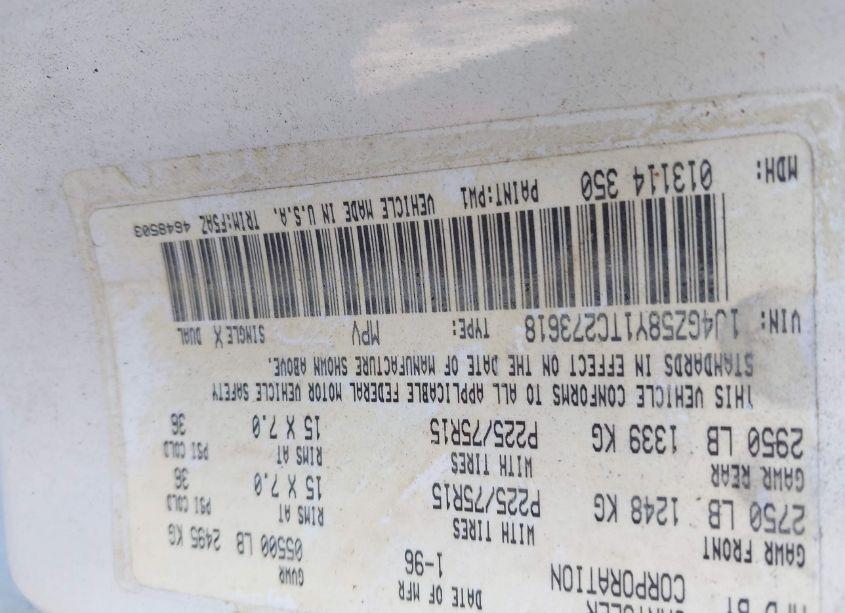 MFD BY
CORPORATION
DATE OF MFR
1-96
GVWR
05500 LB 2495 KG
GAWR FRONT
2750 LB 1248 KG
WITH TIRES
P225/75R15
RIMS AT
15 X 7.0
PSI COLD
36
GAWR REAR
2950 LB 1339 KG
WITH TIRES
P225/75R15
RIMS AT
15 X 7.0
PSI COLD
36
THIS VEHICLE CONFORMS TO ALL APPLICABLE FEDERAL MOTOR VEHICLE SAFETY
STANDARDS IN EFFECT ON THE DATE OF MANUFACTURE SHOWN ABOVE.
VIN: 1J4GZ58Y1TC273618 TYPE: MPV SINGLE X DUAL
MDH: 013114 350 PAINT:PW1 VEHICLE MADE IN U.S.A. TRIM:F5AZ 4648503